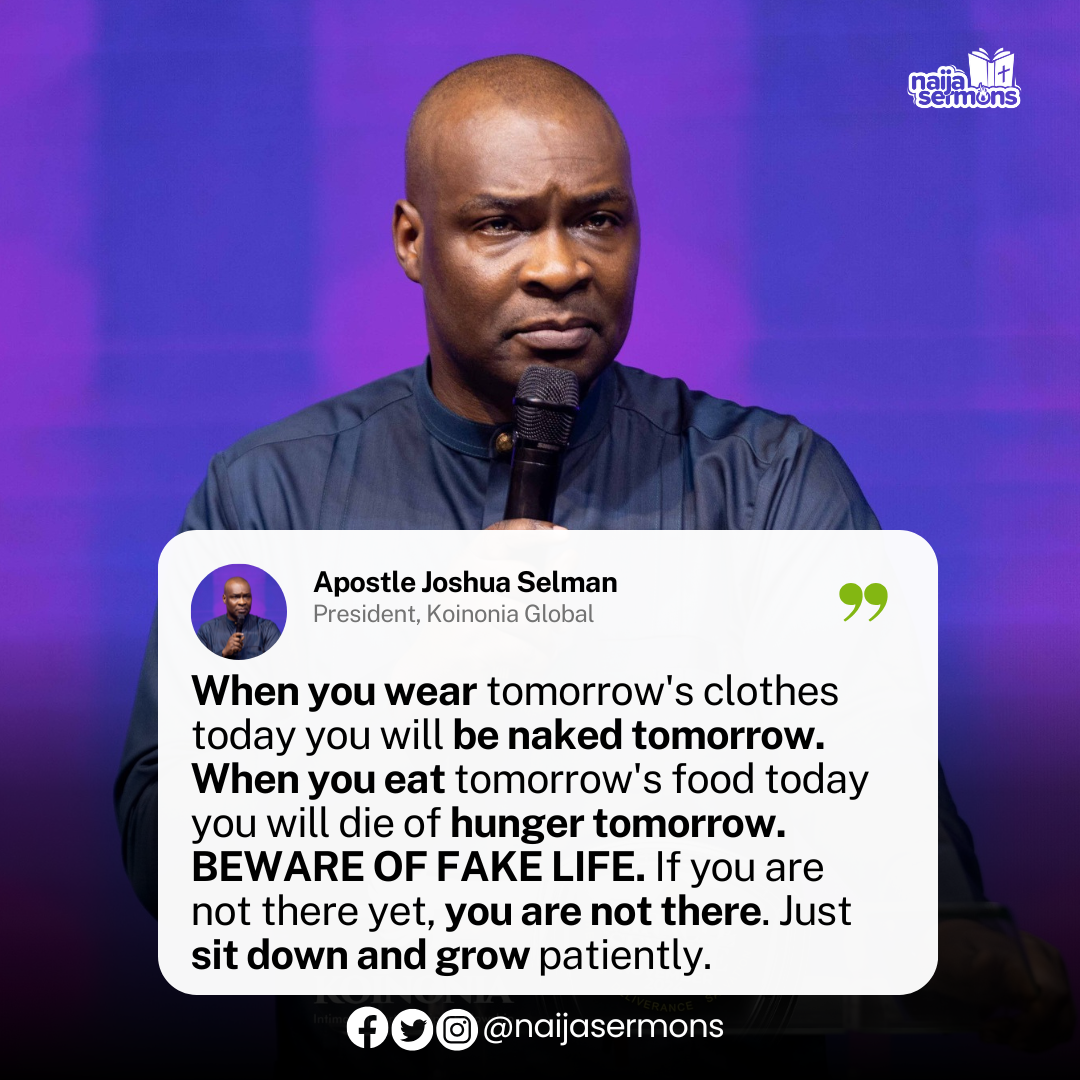 naija
sermons
Apostle Joshua Selman
President, Koinonia Global
When you wear tomorrow's clothes
today you will be naked tomorrow.
When you eat tomorrow's food today
you will die of hunger tomorrow.
BEWARE OF FAKE LIFE. If you are
not there yet, you are not there. Just
sit down and grow patiently.
KOINONIA
@naijasermons